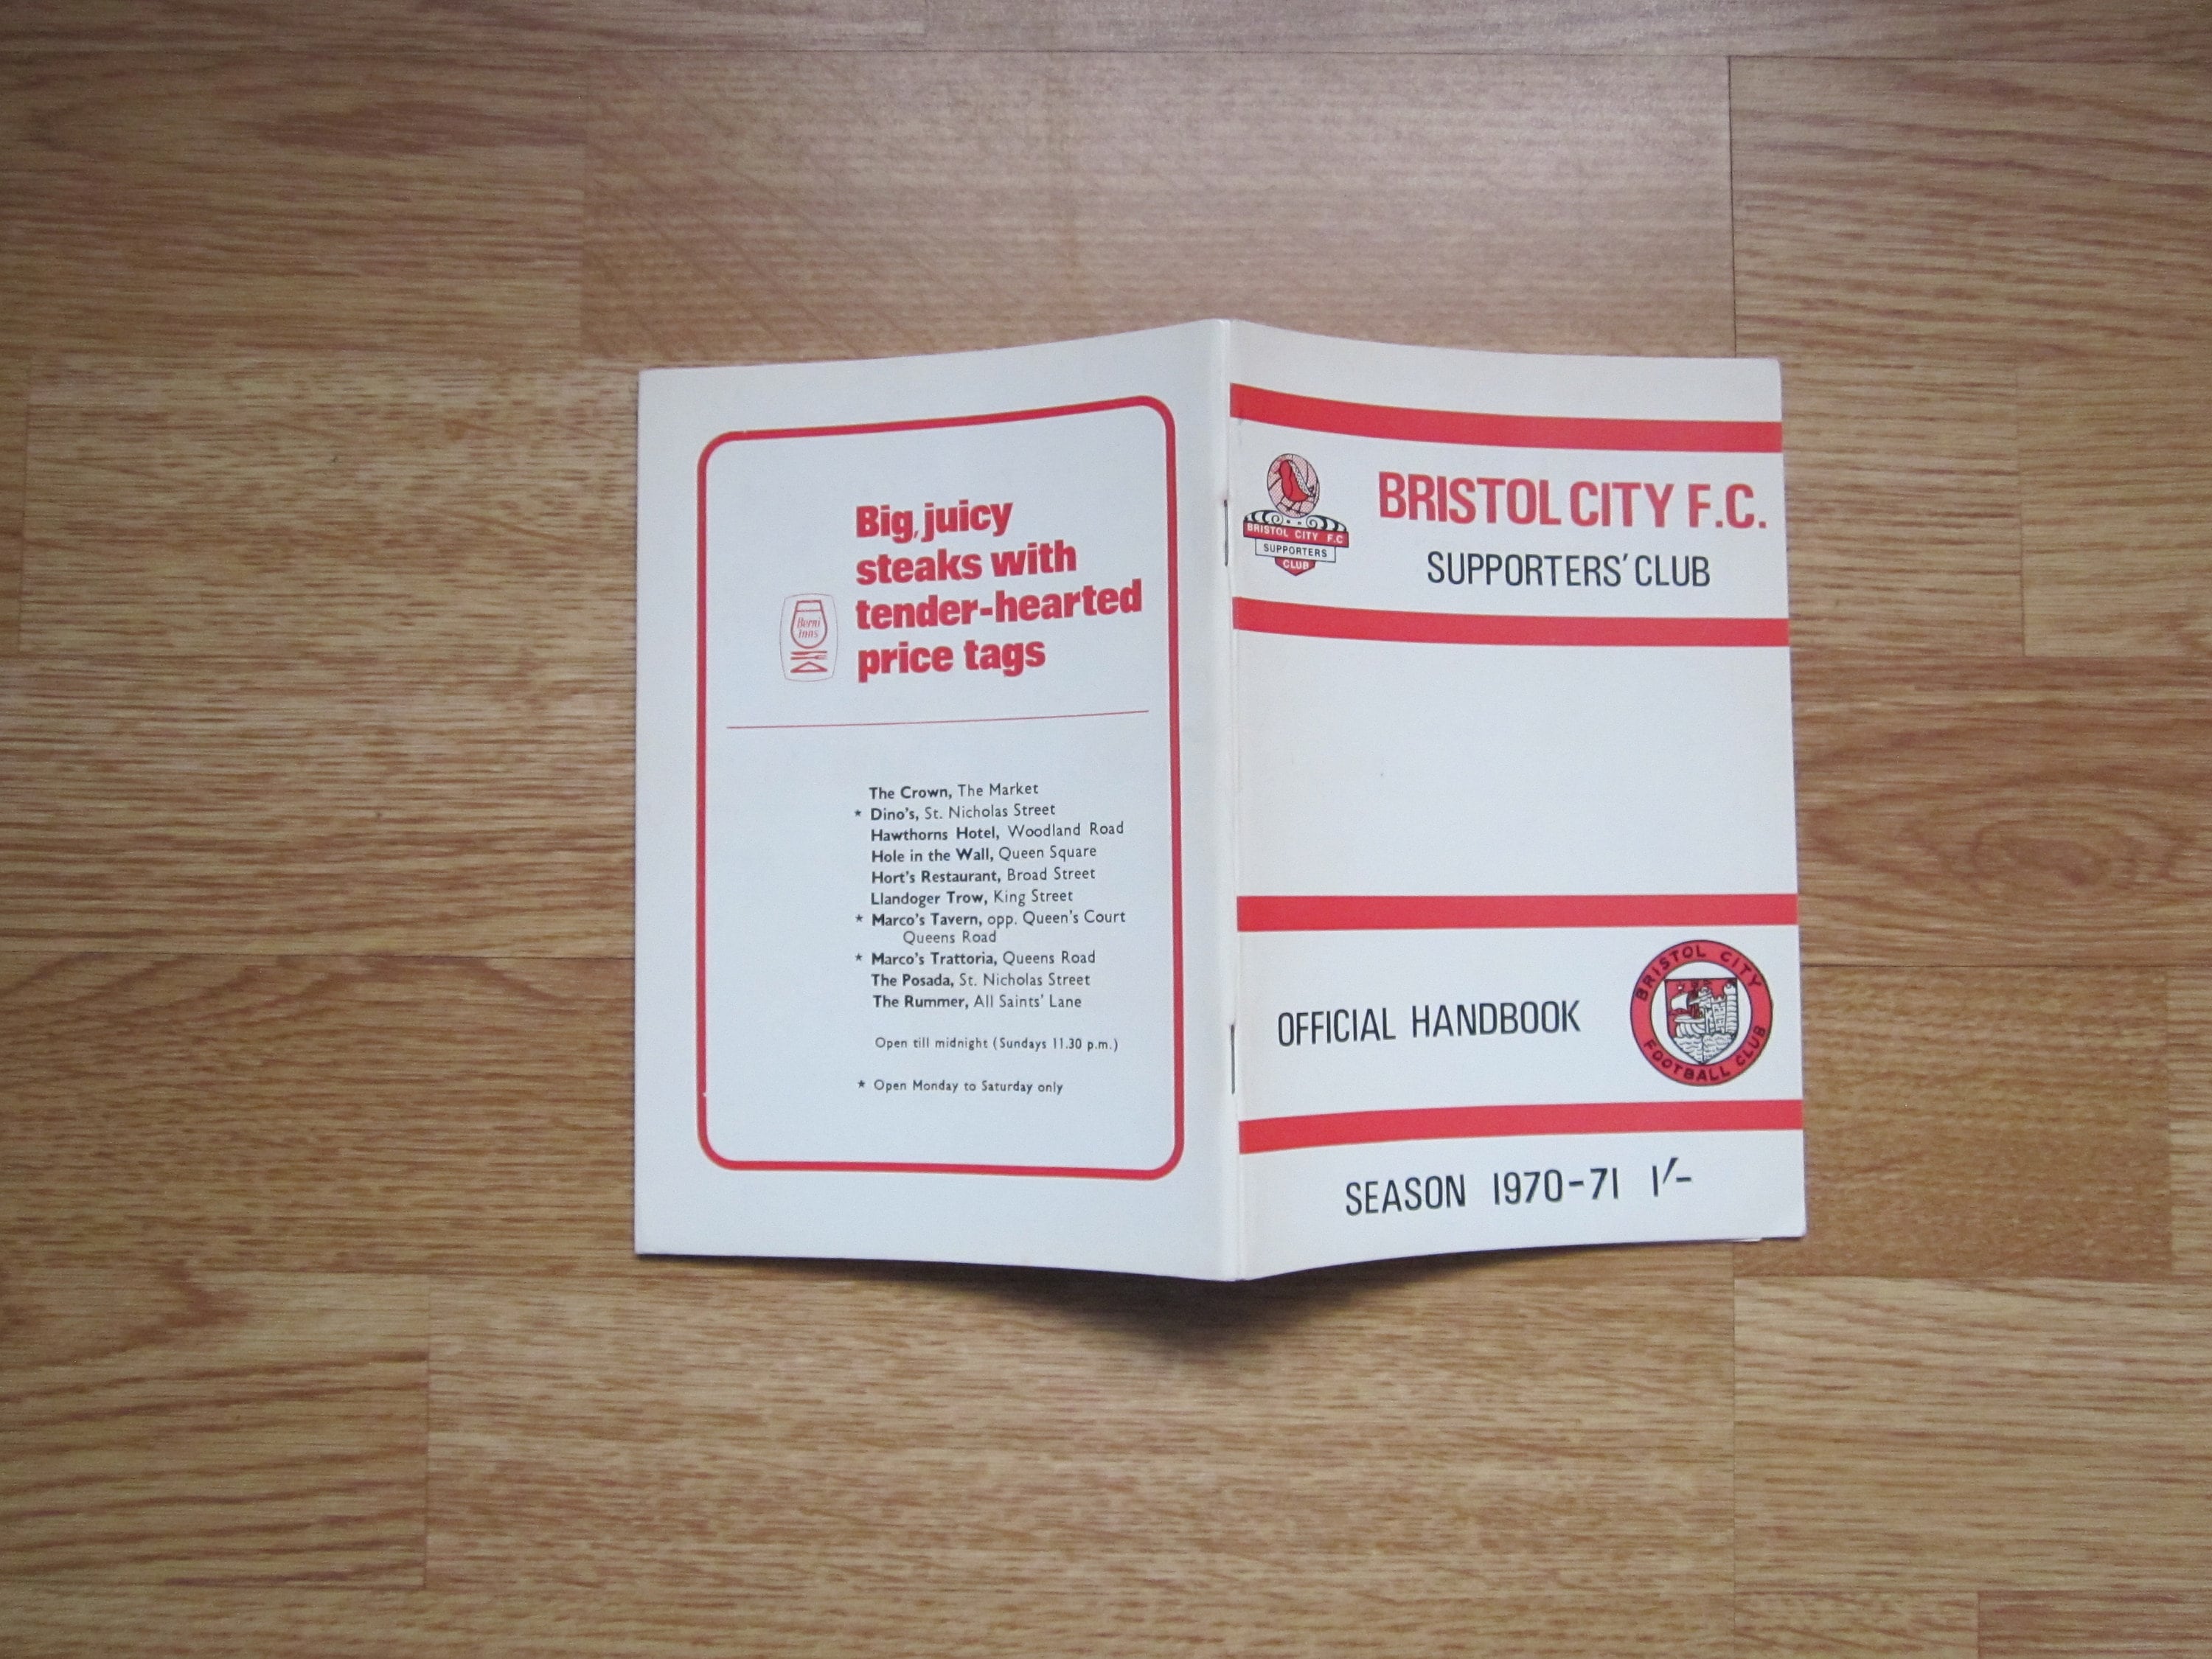 Big, juicy
steaks with
tender-hearted
price tags
Berni
Inns
The Crown, The Market
* Dino's, St. Nicholas Street
Hawthorns Hotel, Woodland Road
Hole in the Wall, Queen Square
Hort's Restaurant, Broad Street
Llandoger Trow, King Street
* Marco's Tavern, opp. Queen's Court
Queens Road
* Marco's Trattoria, Queens Road
The Posada, St. Nicholas Street
The Rummer, All Saints' Lane
Open till midnight (Sundays 11.30 p.m.)
* Open Monday to Saturday only
BRISTOL CITY F.C.
SUPPORTERS' CLUB
BRISTOL CITY F.C
SUPPORTERS
CLUB
OFFICIAL HANDBOOK
BRISTOL CITY
FOOTBALL CLUB
SEASON 1970-71 1/-